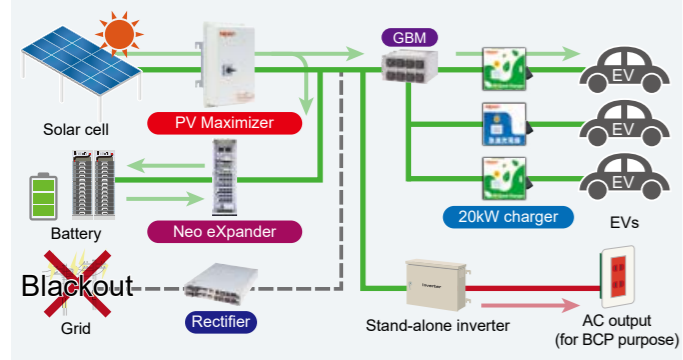 GBM
EV
Solar cell
PV Maximizer
EV
EV
Battery
Neo eXpander
20kW charger
EVs
Blackout
Grid
Rectifier
Stand-alone inverter
Inverter
AC output
(for BCP purpose)